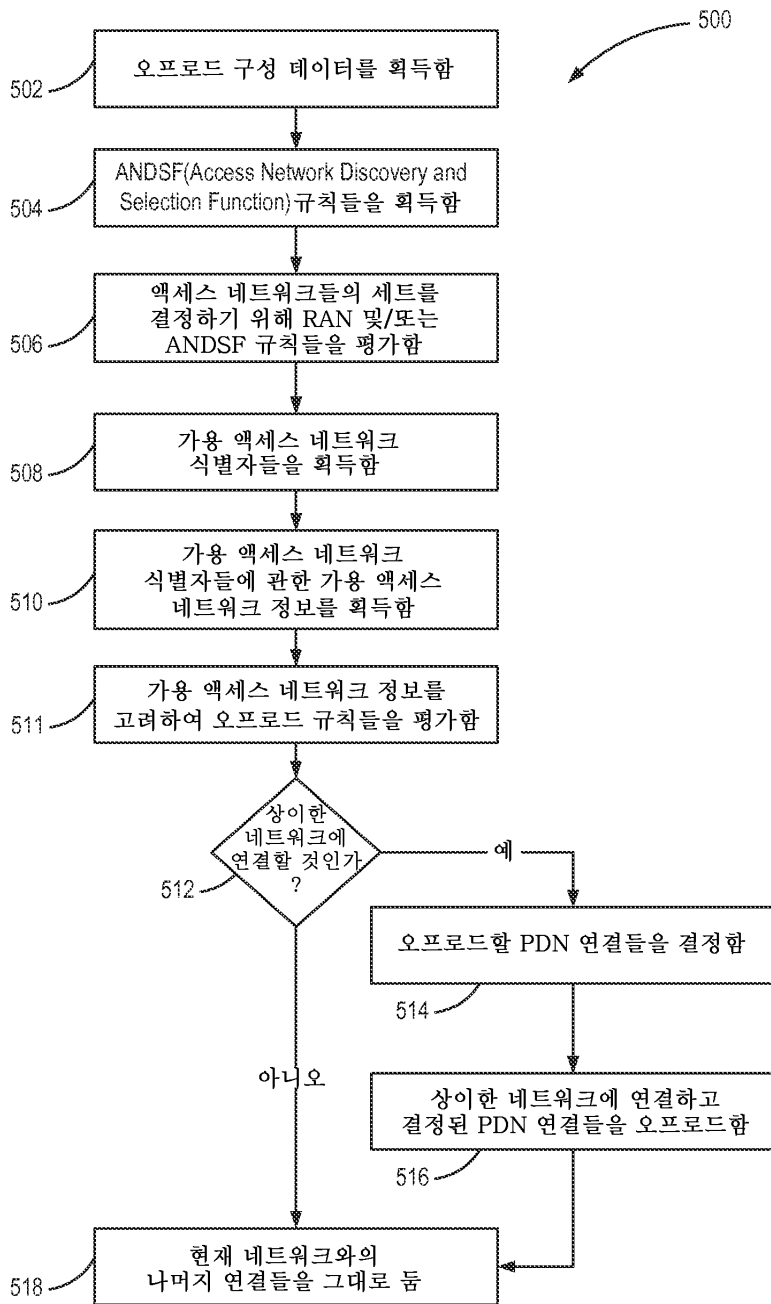 500
오프로드 구성 데이터를 획득함
502
ANDSF(Access Network Discovery and
Selection Function)규칙들을 획득함
504
액세스 네트워크들의 세트를
결정하기 위해 RAN 및/또는
ANDSF 규칙들을 평가함
506
가용 액세스 네트워크
식별자들을 획득함
508
가용 액세스 네트워크
식별자들에 관한 가용 액세스
네트워크 정보를 획득함
510
가용 액세스 네트워크 정보를
고려하여 오프로드 규칙들을 평가함
511
상이한
네트워크에
연결할 것인가
?
512
예
오프로드할 PDN 연결들을 결정함
514
아니오
상이한 네트워크에 연결하고
결정된 PDN 연결들을 오프로드함
516
현재 네트워크와의
나머지 연결들을 그대로 둠
518